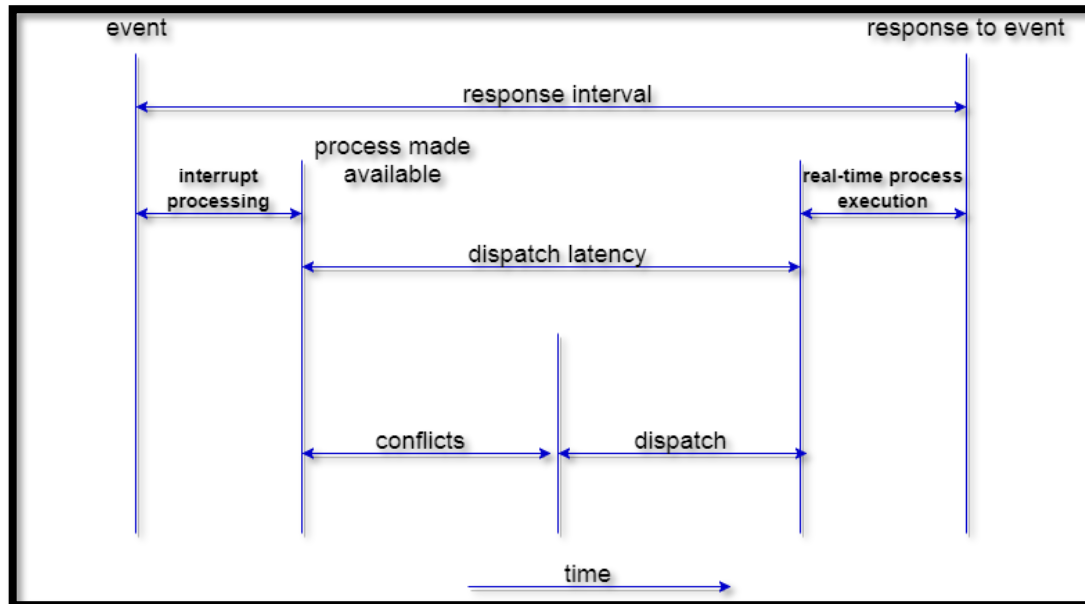 event
response to event
response interval
process made
available
interrupt
processing
real-time process
execution
dispatch latency
conflicts
dispatch
time